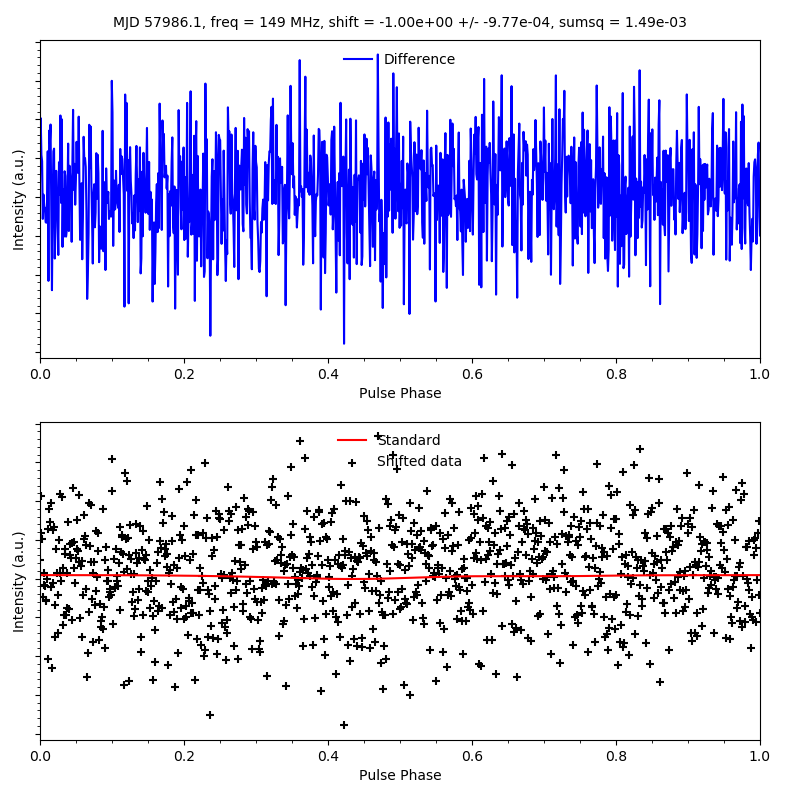 MJD 57986.1, freq = 149 MHz, shift = -1.00e+00 +/- -9.77e-04, sumsq = 1.49e-03
Difference
Intensity (a.u.)
0.0 0.2 0.4 0.6 0.8 1.0
Pulse Phase
Standard
Shifted data
Intensity (a.u.)
0.0 0.2 0.4 0.6 0.8 1.0
Pulse Phase